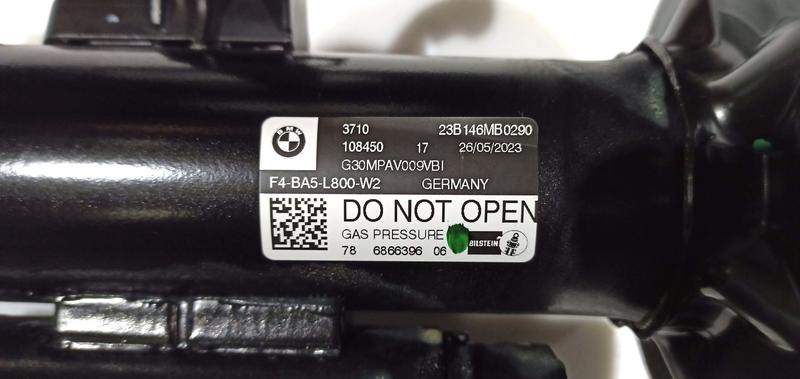 BMW
3710 23B146MB0290
108450 17 26/05/2023
G30MPAV009VBI
F4-BA5-L800-W2 GERMANY
DO NOT OPEN
GAS PRESSURE BILSTEIN
78 6866396 06